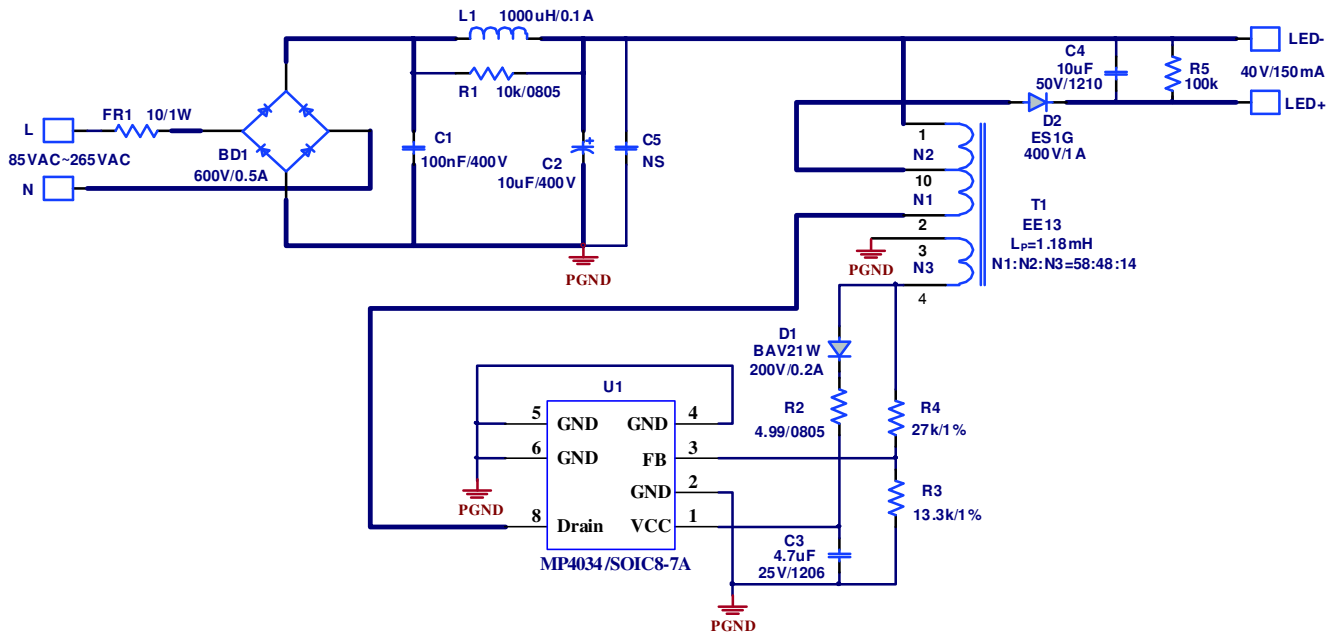 L1
1000uH/0.1A
R1
10k/0805
FR1
10/1W
L
85VAC~265VAC
N
BD1
600V/0.5A
C1
100nF/400V
C2
10uF/400V
+
C5
NS
PGND
C4
10uF
50V/1210
R5
100k
LED-
40V/150mA
LED+
D2
ES1G
400V/1A
1
N2
10
N1
2
3
N3
4
PGND
T1
EE13
LP=1.18mH
N1:N2:N3=58:48:14
D1
BAV21W
200V/0.2A
R2
4.99/0805
R4
27k/1%
R3
13.3k/1%
U1
5
GND
GND
4
6
GND
FB
3
GND
2
8
Drain
VCC
1
PGND
MP4034/SOIC8-7A
C3
4.7uF
25V/1206
PGND